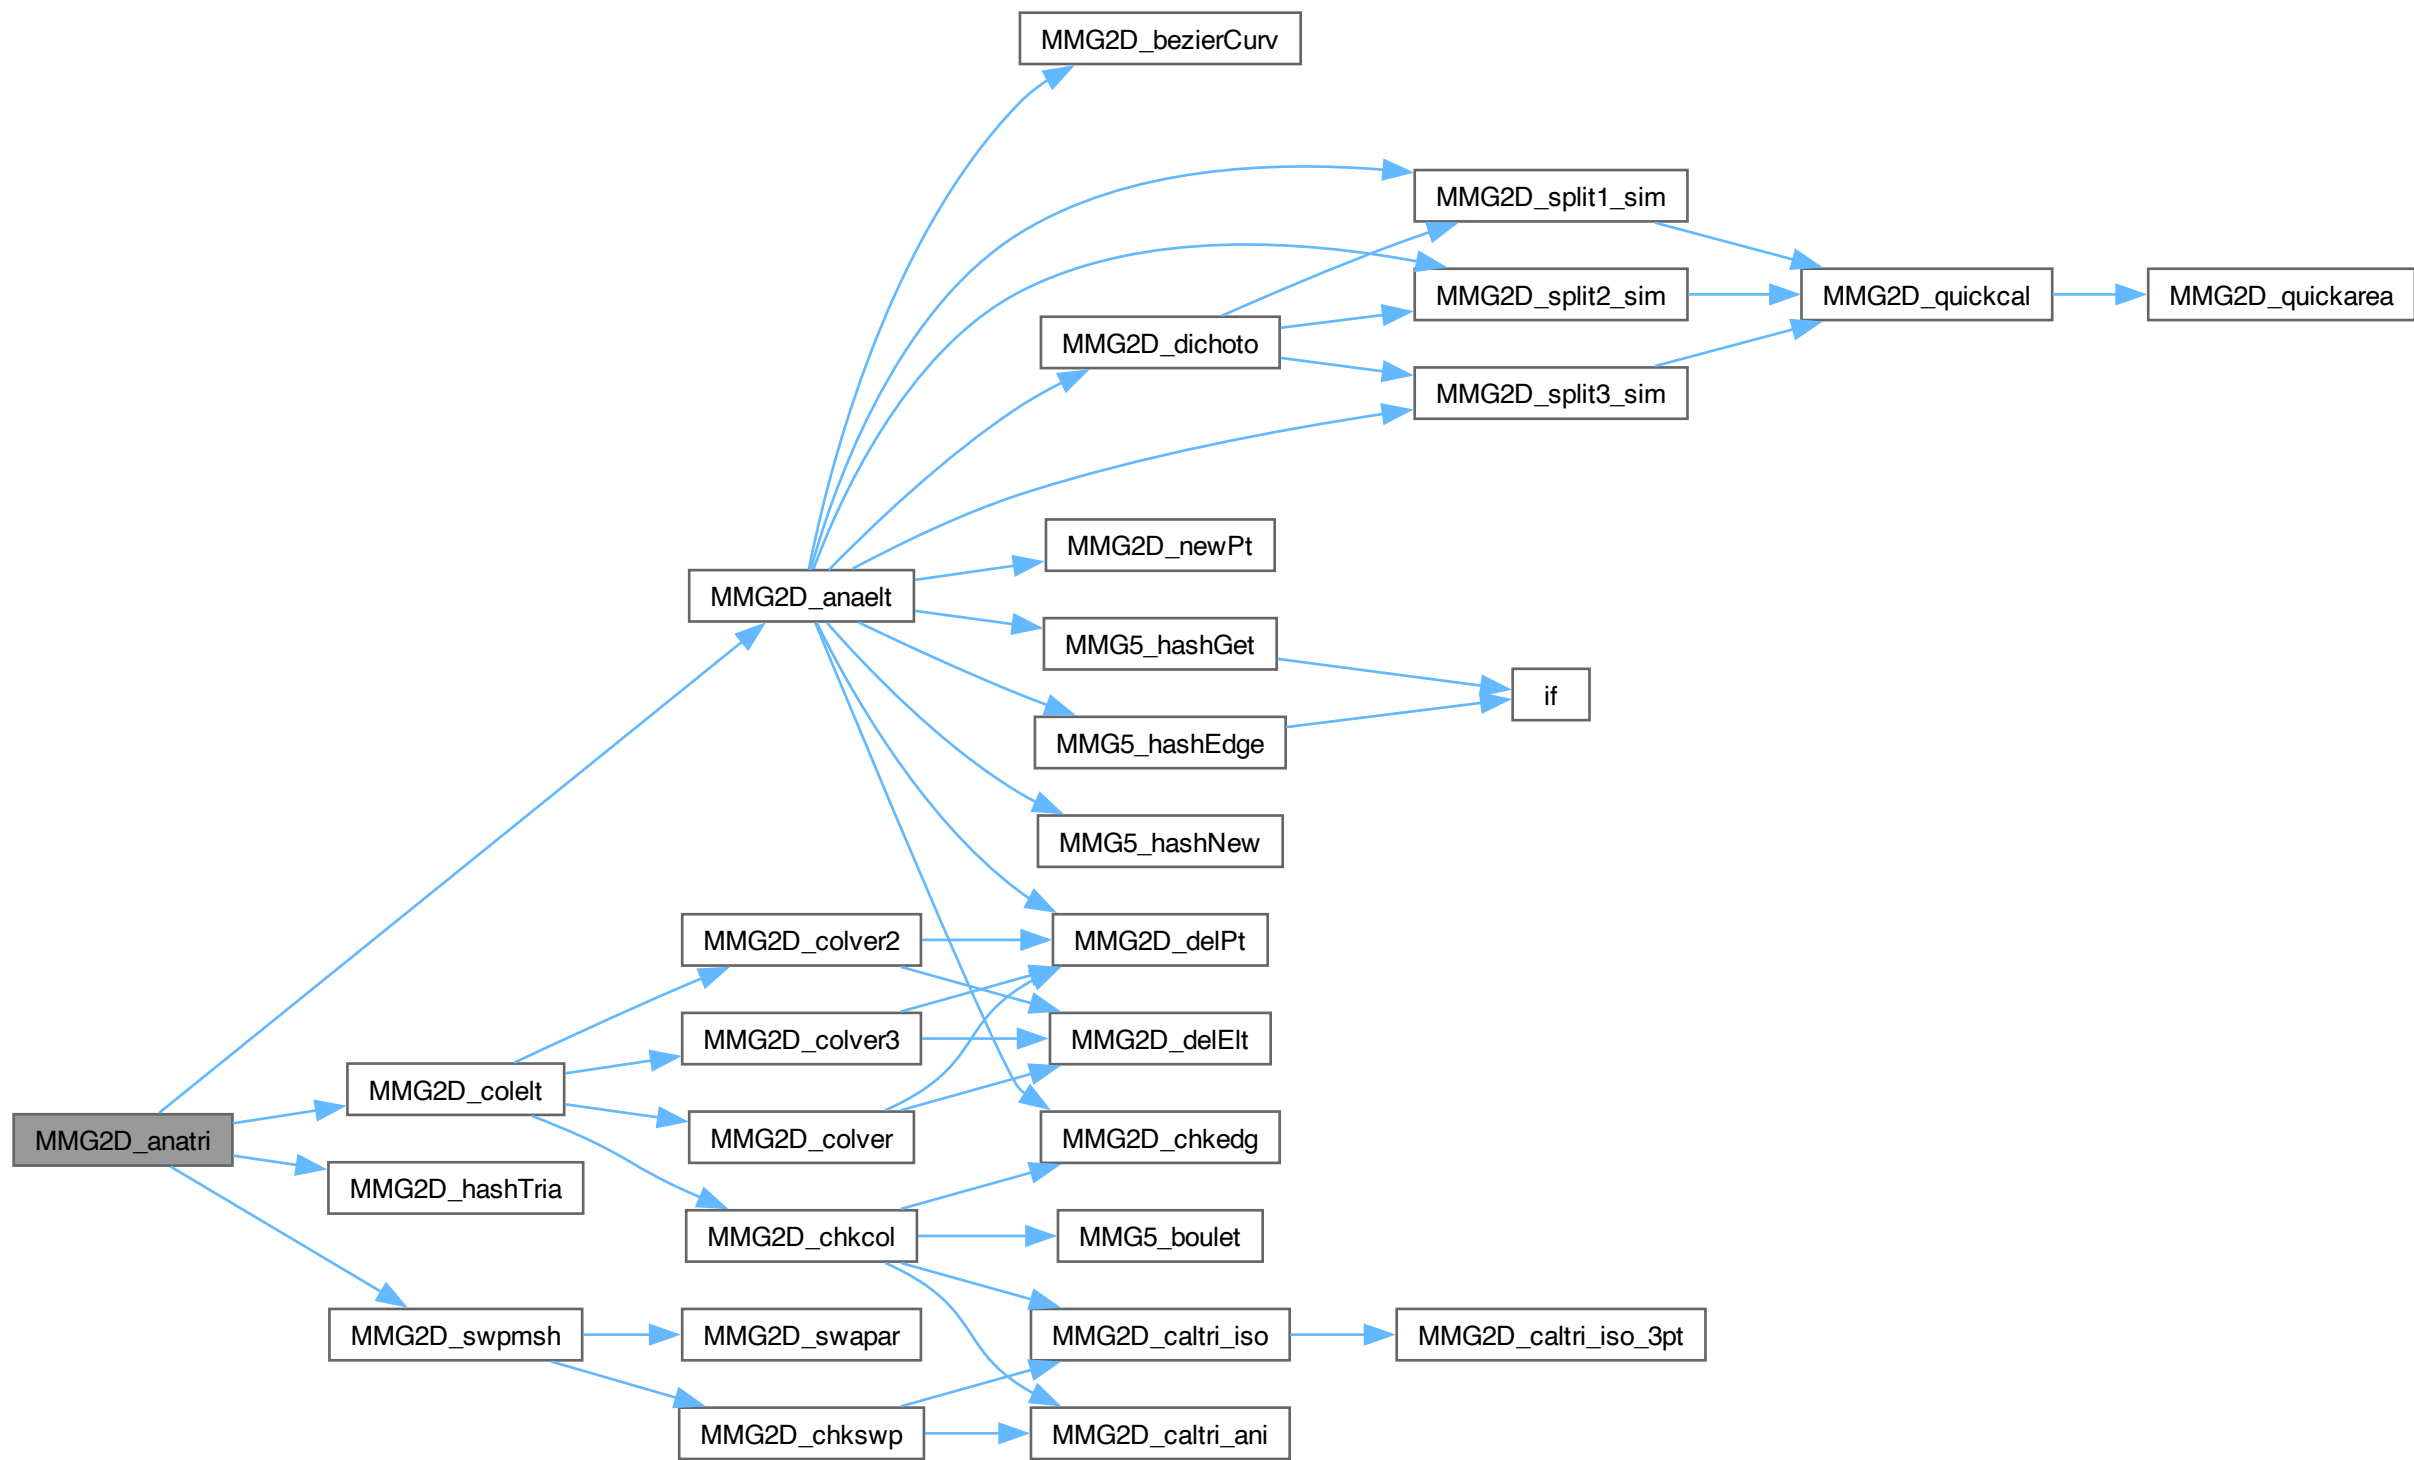 MMG2D_bezierCurv
MMG2D_split1_sim
MMG2D_split2_sim
MMG2D_quickcal
MMG2D_quickarea
MMG2D_dichoto
MMG2D_split3_sim
MMG2D_newPt
MMG2D_anaelt
MMG5_hashGet
if
MMG5_hashEdge
MMG5_hashNew
MMG2D_colver2
MMG2D_delPt
MMG2D_colver3
MMG2D_delElt
MMG2D_colelt
MMG2D_anatri
MMG2D_colver
MMG2D_chkedg
MMG2D_hashTria
MMG2D_chkcol
MMG5_boulet
MMG2D_swpmsh
MMG2D_swapar
MMG2D_caltri_iso
MMG2D_caltri_iso_3pt
MMG2D_chkswp
MMG2D_caltri_ani